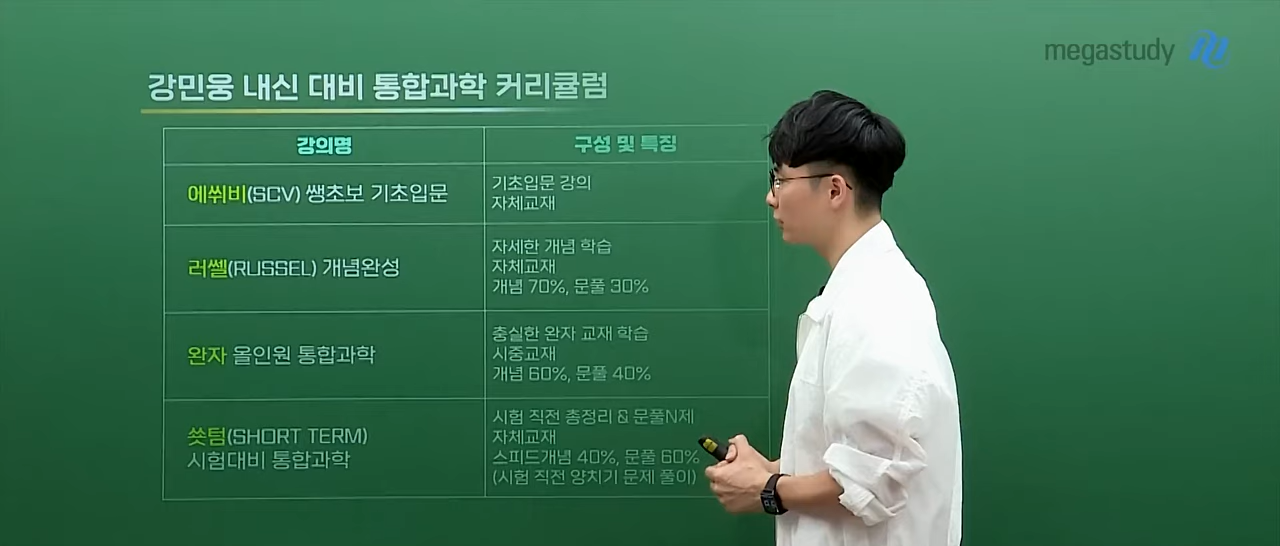 megastudy
강민웅 내신 대비 통합과학 커리큘럼
강의명
구성 및 특징
에쒸비(SCV) 쌩초보 기초입문
기초입문 강의
자체교재
러쎌(RUSSEL) 개념완성
자세한 개념 학습
자체교재
개념 70%, 문풀 30%
완자 올인원 통합과학
충실한 완자 교재 학습
시중교재
개념 60%, 문풀 40%
쑛텀(SHORT TERM)
시험대비 통합과학
시험 직전 총정리 & 문풀N제
자체교재
스피드개념 40%, 문풀 60%
(시험 직전 양치기 문제 풀이)